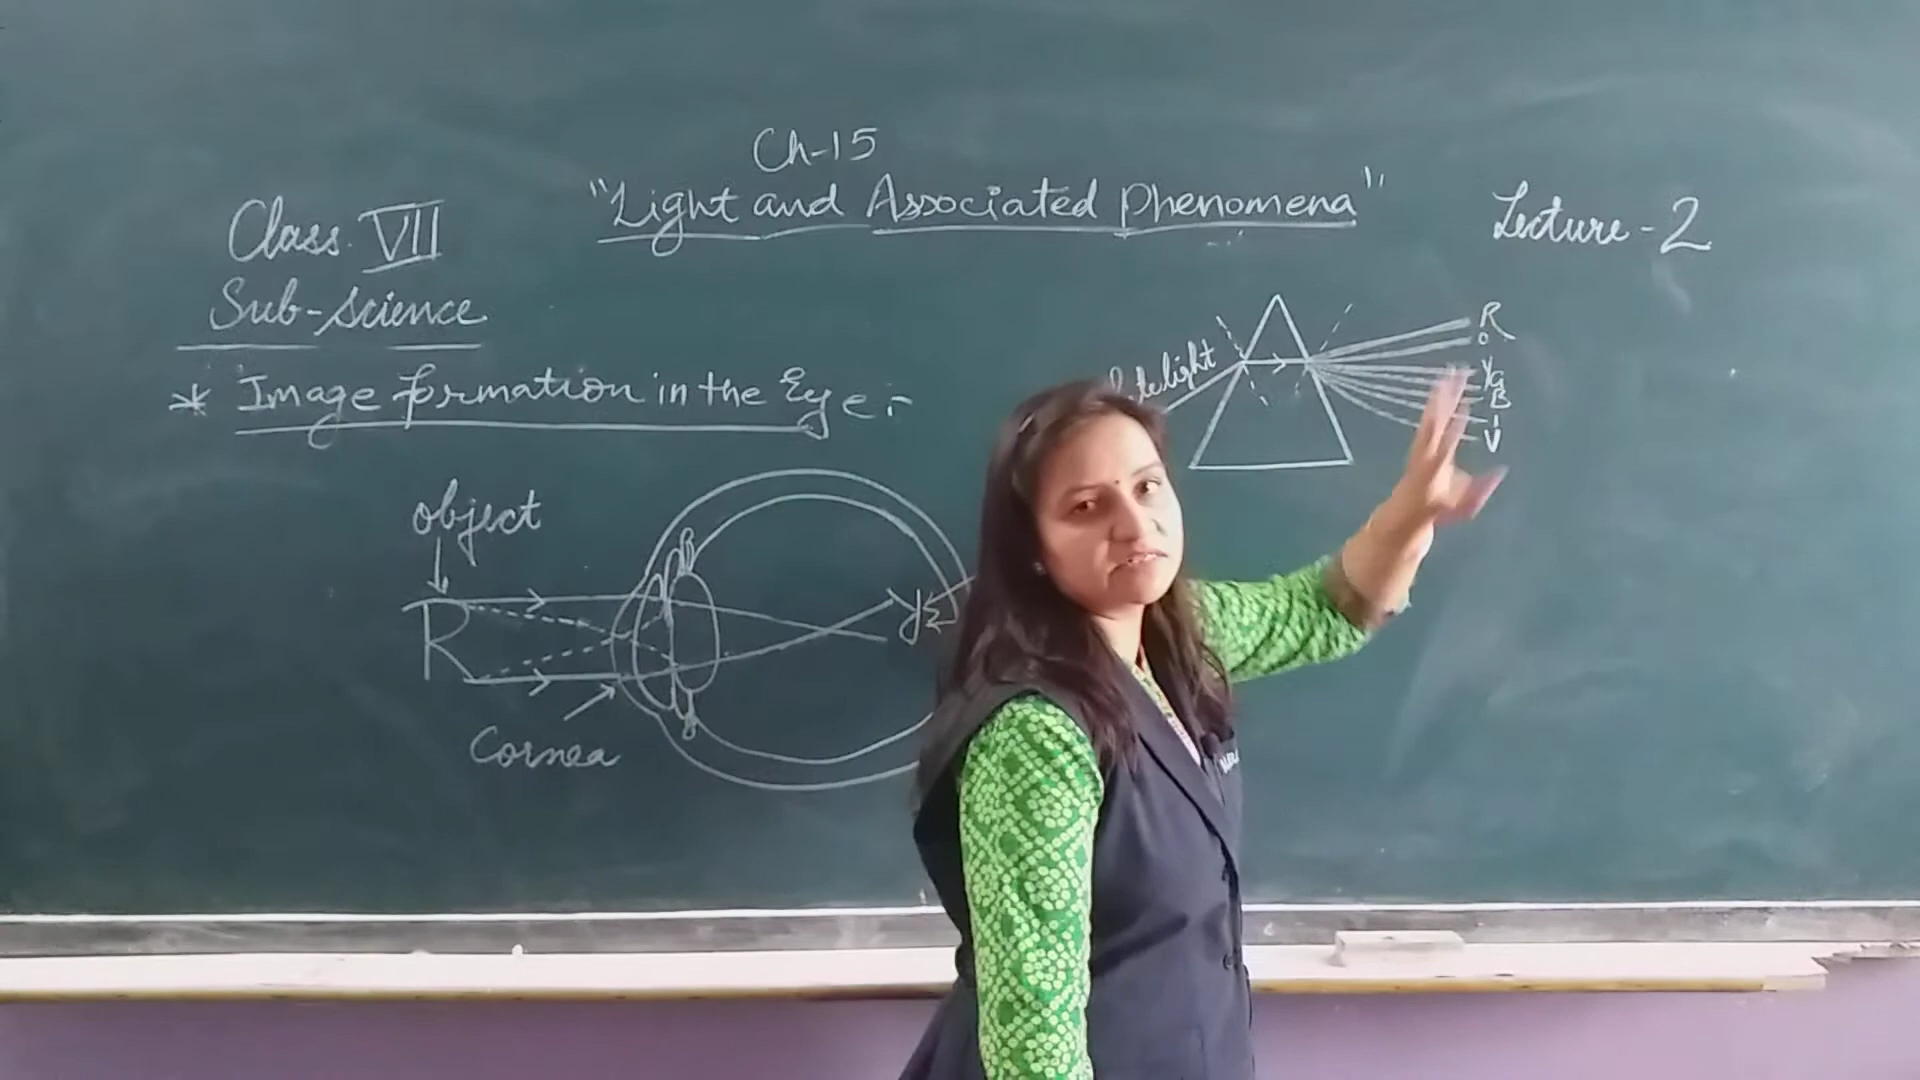 Ch-15
"Light and Associated Phenomena"
Class VII
Lecture-2
Sub-Science
* Image formation in the Eye:-
light
R
O
Y
G
B
I
V
object
R
Cornea